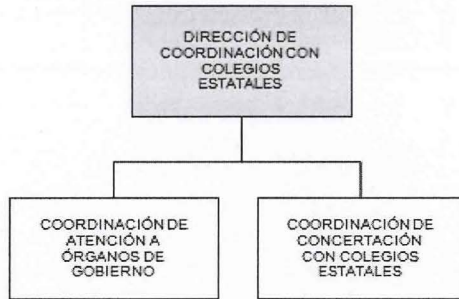 DIRECCIÓN DE
COORDINACIÓN CON
COLEGIOS
ESTATALES
COORDINACIÓN DE
ATENCIÓN A
ÓRGANOS DE
GOBIERNO
COORDINACIÓN DE
CONCERTACIÓN
CON COLEGIOS
ESTATALES